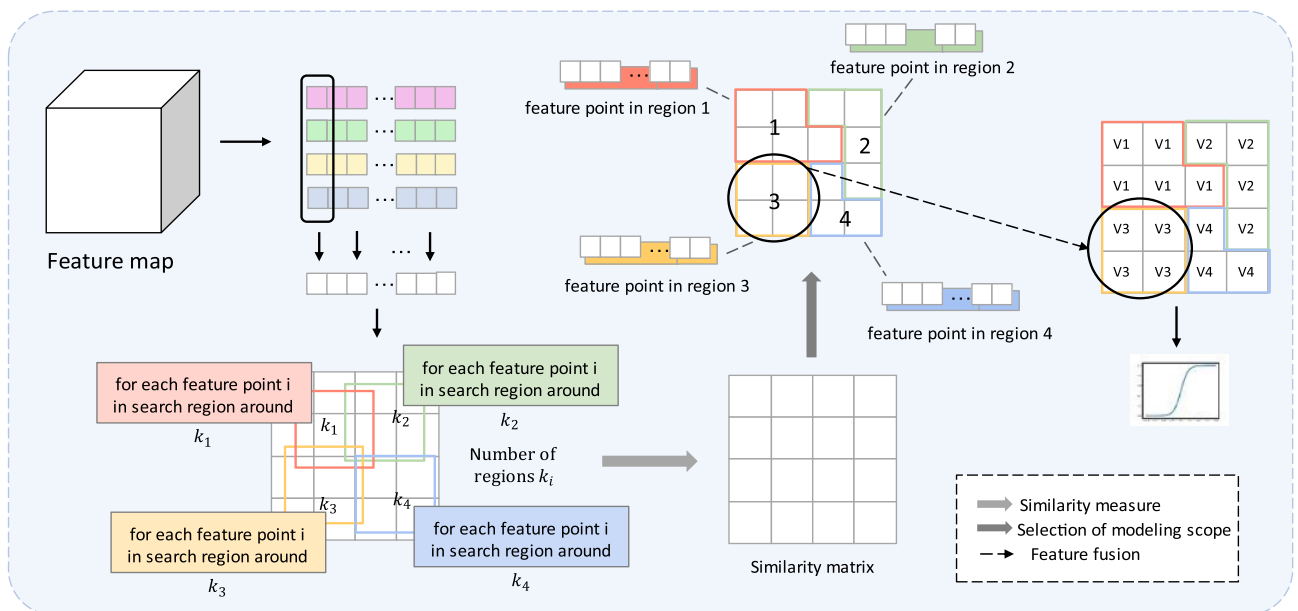 Feature map
...
...
...
...
...
...
for each feature point i
in search region around
k1
for each feature point i
in search region around
k2
k1
k2
k3
k4
for each feature point i
in search region around
k3
for each feature point i
in search region around
k4
Number of
regions ki
Similarity matrix
...
feature point in region 1
feature point in region 2
...
feature point in region 3
...
feature point in region 4
1
2
3
4
V1 V1 V2 V2
V1 V1 V1 V2
V3 V3 V4 V2
V3 V3 V4 V4
Similarity measure
Selection of modeling scope
Feature fusion